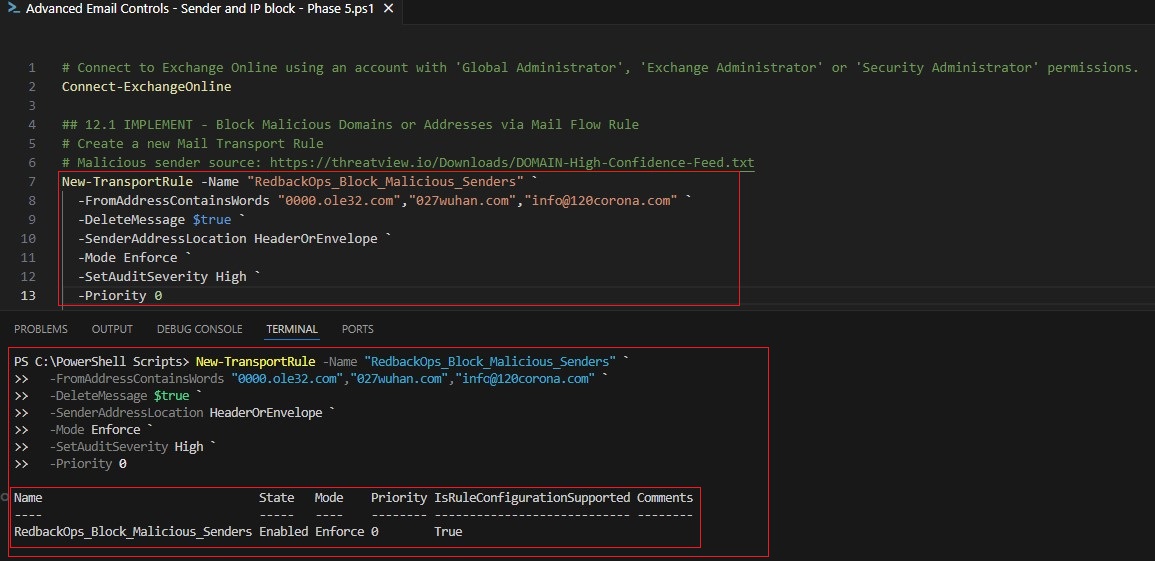 Advanced Email Controls - Sender and IP block - Phase 5.ps1
1 # Connect to Exchange Online using an account with 'Global Administrator', 'Exchange Administrator' or 'Security Administrator' permissions.
2 Connect-ExchangeOnline
3
4 ## 12.1 IMPLEMENT - Block Malicious Domains or Addresses via Mail Flow Rule
5 # Create a new Mail Transport Rule
6 # Malicious sender source: https://threatview.io/Downloads/DOMAIN-High-Confidence-Feed.txt
7 New-TransportRule -Name "RedbackOps_Block_Malicious_Senders" `
8 -FromAddressContainsWords "0000.ole32.com","027wuhan.com","info@120corona.com" `
9 -DeleteMessage $true `
10 -SenderAddressLocation HeaderOrEnvelope `
11 -Mode Enforce `
12 -SetAuditSeverity High `
13 -Priority 0
PROBLEMS OUTPUT DEBUG CONSOLE TERMINAL PORTS
PS C:\PowerShell Scripts> New-TransportRule -Name "RedbackOps_Block_Malicious_Senders" `
>> -FromAddressContainsWords "0000.ole32.com","027wuhan.com","info@120corona.com" `
>> -DeleteMessage $true `
>> -SenderAddressLocation HeaderOrEnvelope `
>> -Mode Enforce `
>> -SetAuditSeverity High `
>> -Priority 0
Name State Mode Priority IsRuleConfigurationSupported Comments
---- ----- ---- -------- ---------------------------- --------
RedbackOps_Block_Malicious_Senders Enabled Enforce 0 True